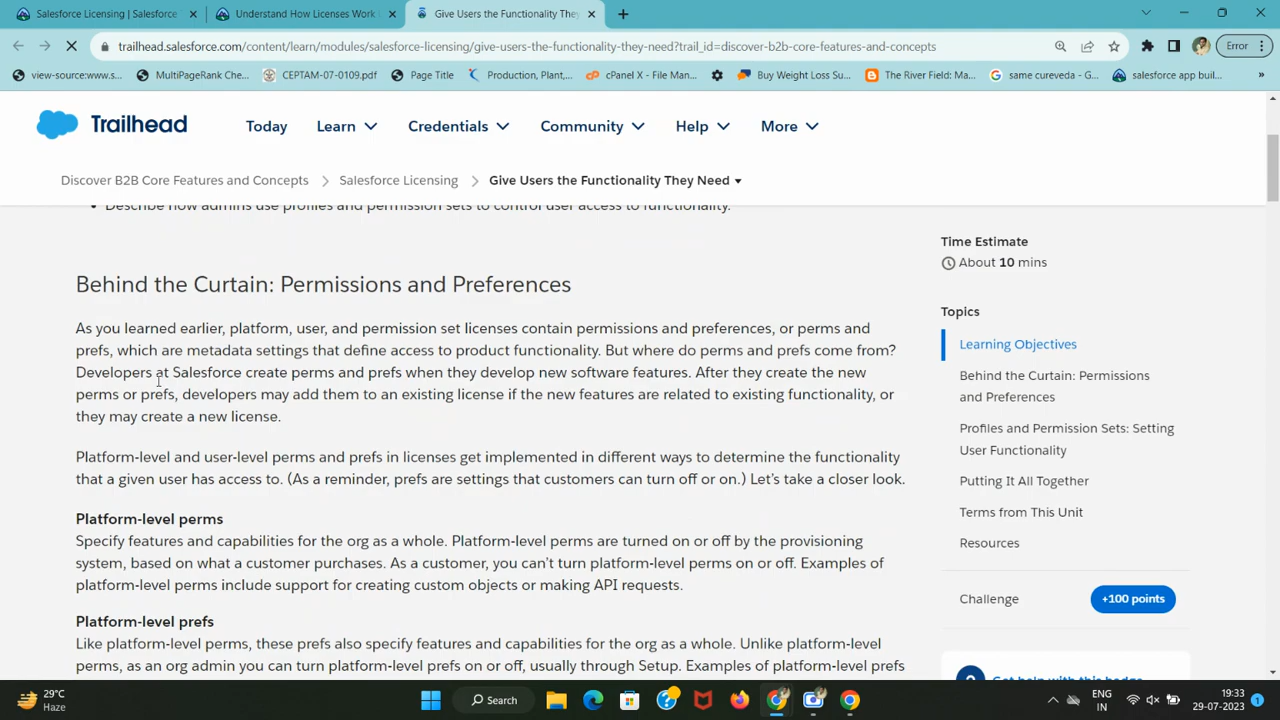 Salesforce Licensing | Salesforce
Understand How Licenses Work
Give Users the Functionality They
trailhead.salesforce.com/content/learn/modules/salesforce-licensing/give-users-the-functionality-they-need?trail_id=discover-b2b-core-features-and-concepts
Error
view-source:www.s...
MultiPageRank Che...
CEPTAM-07-0109.pdf
Page Title
Production, Plant,...
cPanel X - File Man...
Buy Weight Loss Su...
The River Field: Ma...
same cureveda - G...
salesforce app buil...
»
Trailhead
Today
Learn
Credentials
Community
Help
More
Discover B2B Core Features and Concepts
Salesforce Licensing
Give Users the Functionality They Need
• Describe how admins use profiles and permission sets to control user access to functionality.
Behind the Curtain: Permissions and Preferences
As you learned earlier, platform, user, and permission set licenses contain permissions and preferences, or perms and
prefs, which are metadata settings that define access to product functionality. But where do perms and prefs come from?
Developers at Salesforce create perms and prefs when they develop new software features. After they create the new
perms or prefs, developers may add them to an existing license if the new features are related to existing functionality, or
they may create a new license.
Platform-level and user-level perms and prefs in licenses get implemented in different ways to determine the functionality
that a given user has access to. (As a reminder, prefs are settings that customers can turn off or on.) Let’s take a closer look.
Platform-level perms
Specify features and capabilities for the org as a whole. Platform-level perms are turned on or off by the provisioning
system, based on what a customer purchases. As a customer, you can’t turn platform-level perms on or off. Examples of
platform-level perms include support for creating custom objects or making API requests.
Platform-level prefs
Like platform-level perms, these prefs also specify features and capabilities for the org as a whole. Unlike platform-level
perms, as an org admin you can turn platform-level prefs on or off, usually through Setup. Examples of platform-level prefs
Time Estimate
About 10 mins
Topics
Learning Objectives
Behind the Curtain: Permissions
and Preferences
Profiles and Permission Sets: Setting
User Functionality
Putting It All Together
Terms from This Unit
Resources
Challenge
+100 points
Get help with this badge
29°C
Haze
Search
ENG
IN
19:33
29-07-2023
1